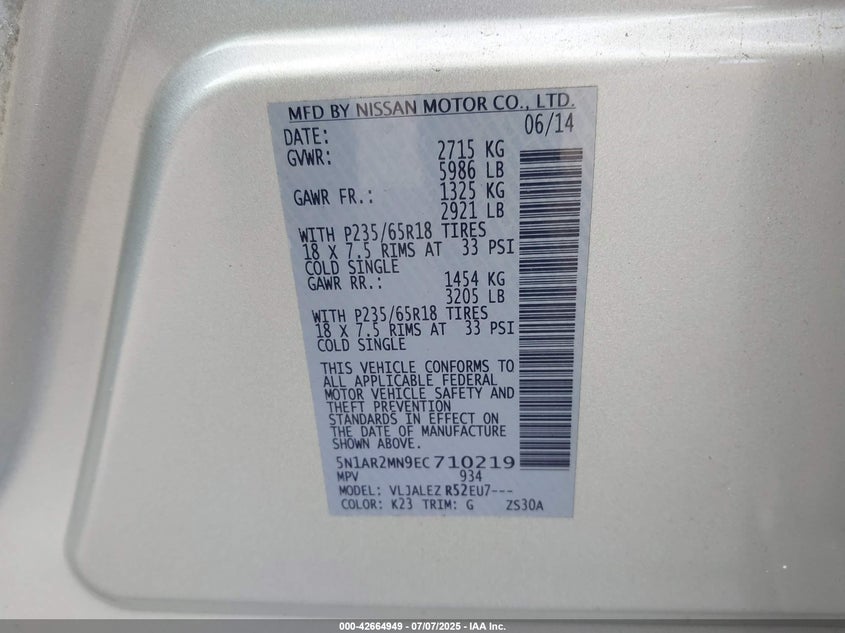 MFD BY NISSAN MOTOR CO., LTD.
DATE: 06/14
GVWR: 2715 KG
5986 LB
GAWR FR.: 1325 KG
2921 LB
WITH P235/65R18 TIRES
18 X 7.5 RIMS AT 33 PSI
COLD SINGLE
GAWR RR.: 1454 KG
3205 LB
WITH P235/65R18 TIRES
18 X 7.5 RIMS AT 33 PSI
COLD SINGLE
THIS VEHICLE CONFORMS TO
ALL APPLICABLE FEDERAL
MOTOR VEHICLE SAFETY AND
THEFT PREVENTION
STANDARDS IN EFFECT ON
THE DATE OF MANUFACTURE
SHOWN ABOVE.
5N1AR2MN9EC710219
MPV 934
MODEL: VLJALEZ R52EU7---
COLOR: K23 TRIM: G ZS30A
000-42664949 - 07/07/2025 - IAA Inc.